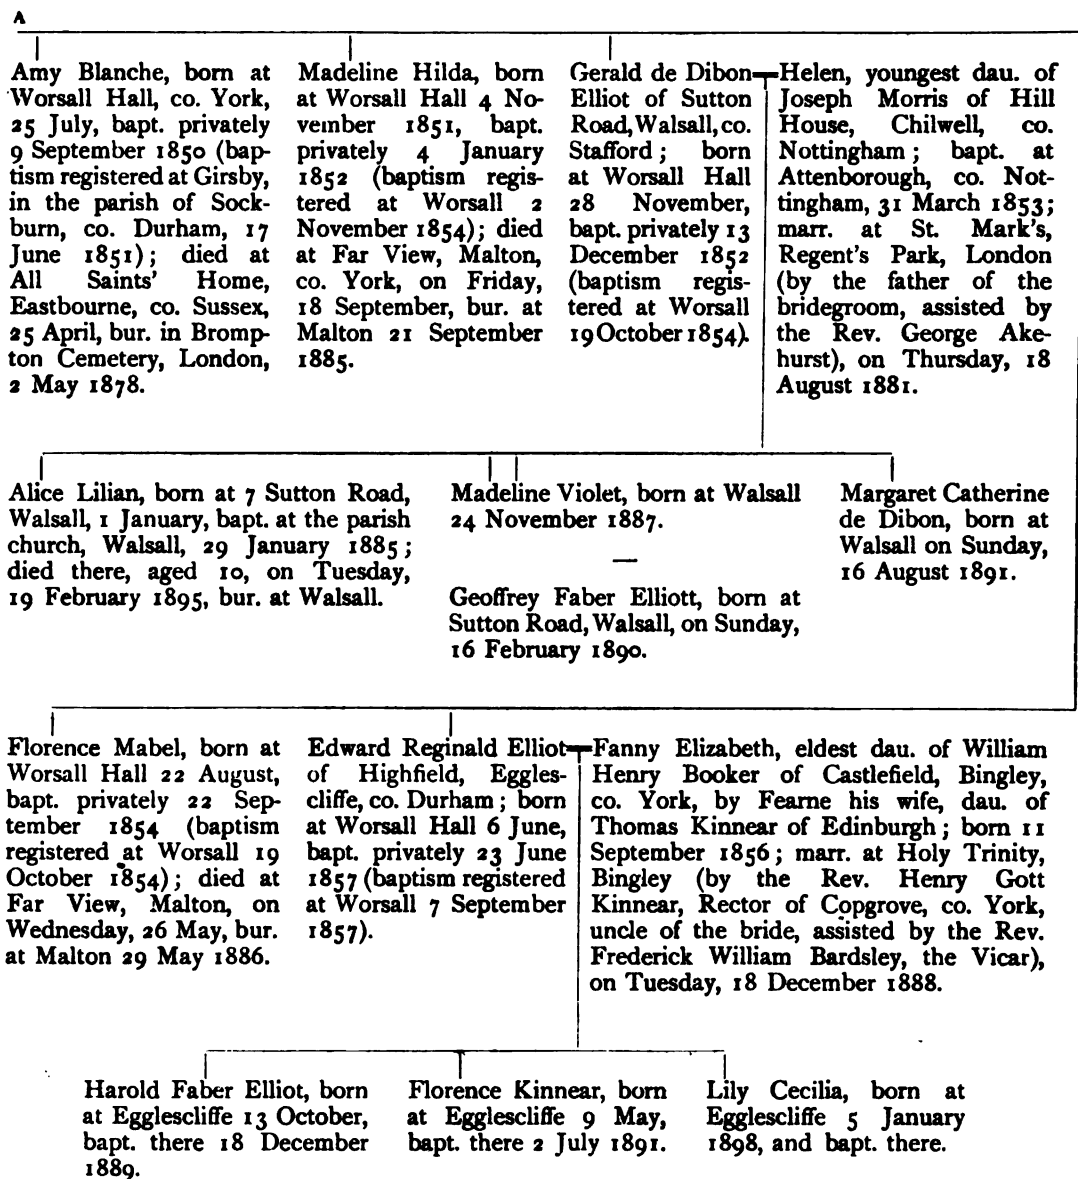 A
Amy Blanche, born at
Worsall Hall, co. York,
25 July, bapt. privately
9 September 1850 (bap-
tism registered at Girsby,
in the parish of Sock-
burn, co. Durham, 17
June 1851); died at
All Saints' Home,
Eastbourne, co. Sussex,
25 April, bur. in Bromp-
ton Cemetery, London,
2 May 1878.
Madeline Hilda, born
at Worsall Hall 4 No-
vember 1851, bapt.
privately 4 January
1852 (baptism regis-
tered at Worsall 2
November 1854); died
at Far View, Malton,
co. York, on Friday,
18 September, bur. at
Malton 21 September
1885.
Gerald de Dibon
Elliot of Sutton
Road, Walsall, co.
Stafford; born
at Worsall Hall
28 November,
bapt. privately 13
December 1852
(baptism regis-
tered at Worsall
19 October 1854).
Helen, youngest dau. of
Joseph Morris of Hill
House, Chilwell, co.
Nottingham; bapt. at
Attenborough, co. Not-
tingham, 31 March 1853;
marr. at St. Mark's,
Regent's Park, London
(by the father of the
bridegroom, assisted by
the Rev. George Ake-
hurst), on Thursday, 18
August 1881.
Alice Lilian, born at 7 Sutton Road,
Walsall, 1 January, bapt. at the parish
church, Walsall, 29 January 1885;
died there, aged 10, on Tuesday,
19 February 1895, bur. at Walsall.
Madeline Violet, born at Walsall
24 November 1887.
—
Geoffrey Faber Elliott, born at
Sutton Road, Walsall, on Sunday,
16 February 1890.
Margaret Catherine
de Dibon, born at
Walsall on Sunday,
16 August 1891.
Florence Mabel, born at
Worsall Hall 22 August,
bapt. privately 22 Sep-
tember 1854 (baptism
registered at Worsall 19
October 1854); died at
Far View, Malton, on
Wednesday, 26 May, bur.
at Malton 29 May 1886.
Edward Reginald Elliot
of Highfield, Eggles-
cliffe, co. Durham; born
at Worsall Hall 6 June,
bapt. privately 23 June
1857 (baptism registered
at Worsall 7 September
1857).
Fanny Elizabeth, eldest dau. of William
Henry Booker of Castlefield, Bingley,
co. York, by Fearne his wife, dau. of
Thomas Kinnear of Edinburgh; born 11
September 1856; marr. at Holy Trinity,
Bingley (by the Rev. Henry Gott
Kinnear, Rector of Copgrove, co. York,
uncle of the bride, assisted by the Rev.
Frederick William Bardsley, the Vicar),
on Tuesday, 18 December 1888.
Harold Faber Elliot, born
at Egglescliffe 13 October,
bapt. there 18 December
1889.
Florence Kinnear, born
at Egglescliffe 9 May,
bapt. there 2 July 1891.
Lily Cecilia, born at
Egglescliffe 5 January
1898, and bapt. there.